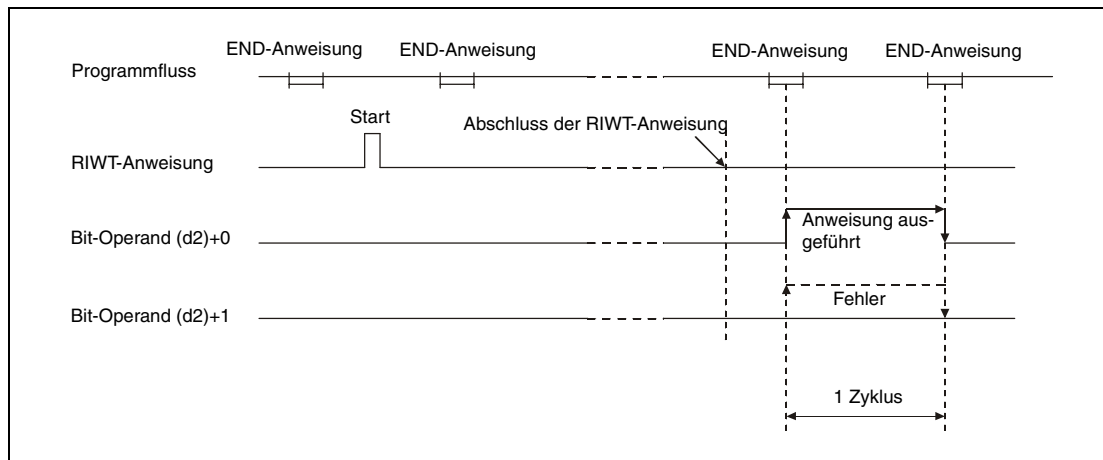 END-Anweisung END-Anweisung END-Anweisung END-Anweisung
Programmfluss
Start
Abschluss der RIWT-Anweisung
RIWT-Anweisung
Anweisung aus-
geführt
Bit-Operand (d2)+0
Fehler
Bit-Operand (d2)+1
1 Zyklus